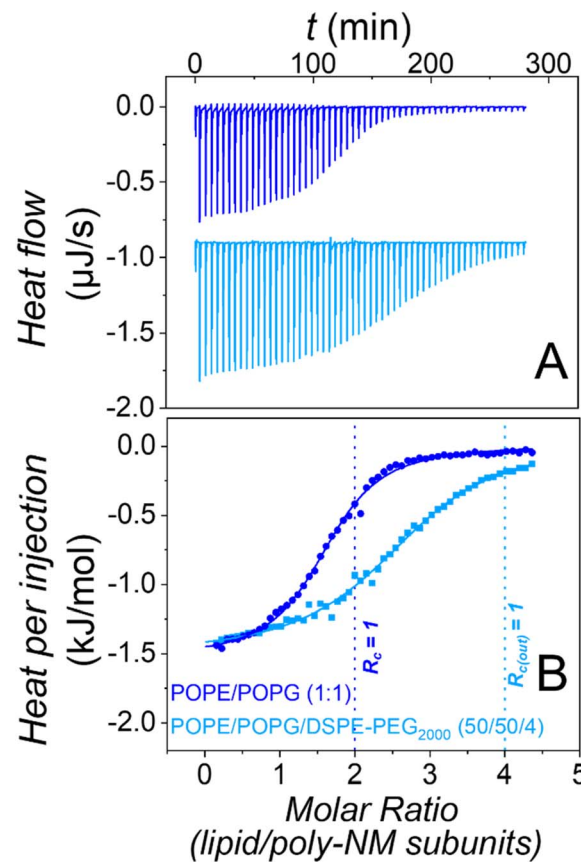 t (min)
0 100 200 300
0.0
-0.5
-1.0
-1.5
-2.0
Heat flow
(µJ/s)
A
0.0
-0.5
-1.0
-1.5
-2.0
Heat per injection
(kJ/mol)
R_c = 1
R_c(out) = 1
B
POPE/POPG (1:1)
POPE/POPG/DSPE-PEG₂₀₀₀ (50/50/4)
0 1 2 3 4 5
Molar Ratio
(lipid/poly-NM subunits)